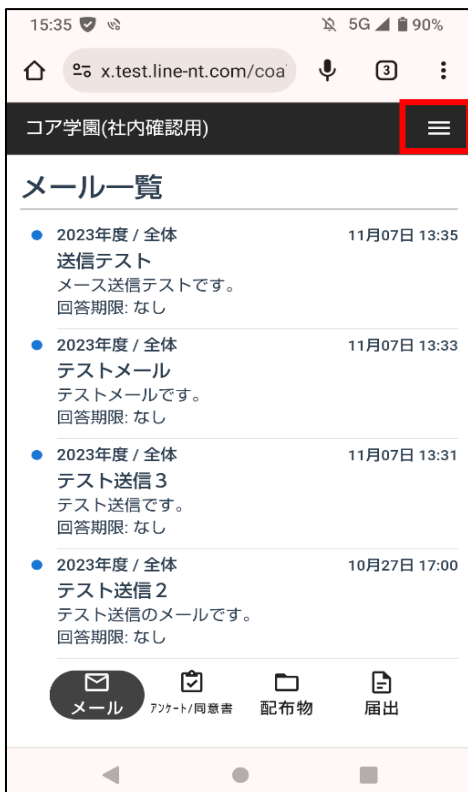 15:35 5G 90%
x.test.line-nt.com/coa 3
コア学園(社内確認用)
メール一覧
2023年度 / 全体 11月07日 13:35
送信テスト
メース送信テストです。
回答期限: なし
2023年度 / 全体 11月07日 13:33
テストメール
テストメールです。
回答期限: なし
2023年度 / 全体 11月07日 13:31
テスト送信３
テスト送信です。
回答期限: なし
2023年度 / 全体 10月27日 17:00
テスト送信２
テスト送信のメールです。
回答期限: なし
メール ｱﾝｹｰﾄ/同意書 配布物 届出